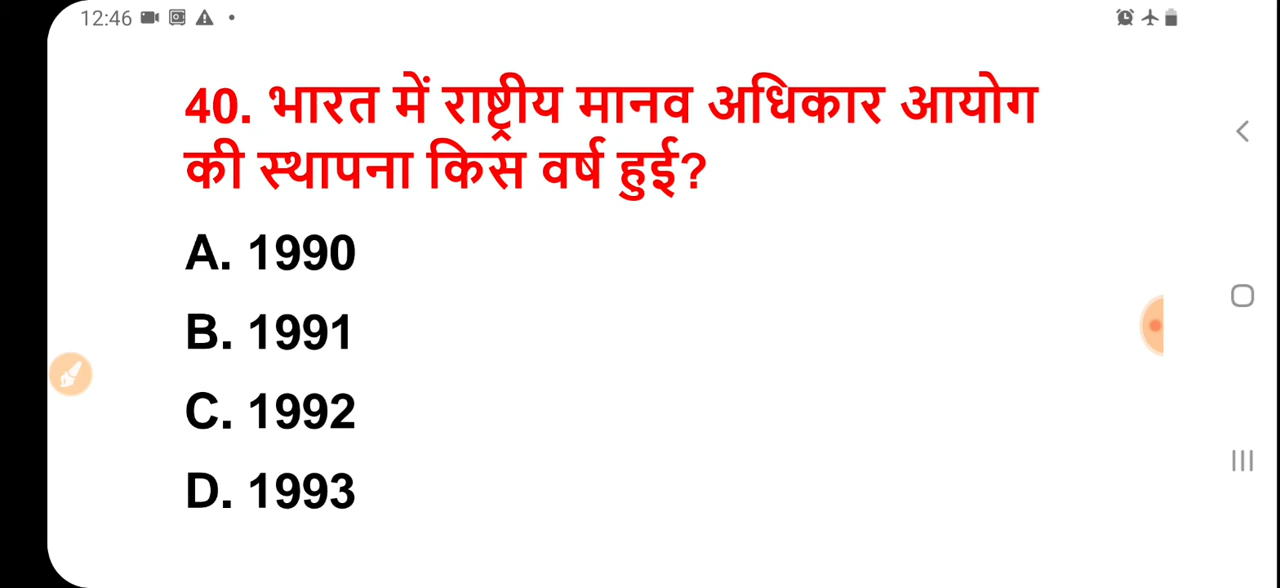 12:46
40. भारत में राष्ट्रीय मानव अधिकार आयोग
की स्थापना किस वर्ष हुई?
A. 1990
B. 1991
C. 1992
D. 1993